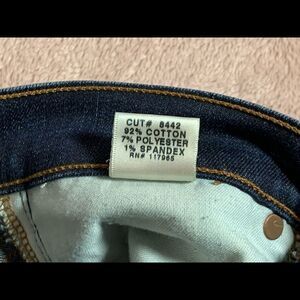 CUT# 8442
92% COTTON
7% POLYESTER
1% SPANDEX
RN# 117965